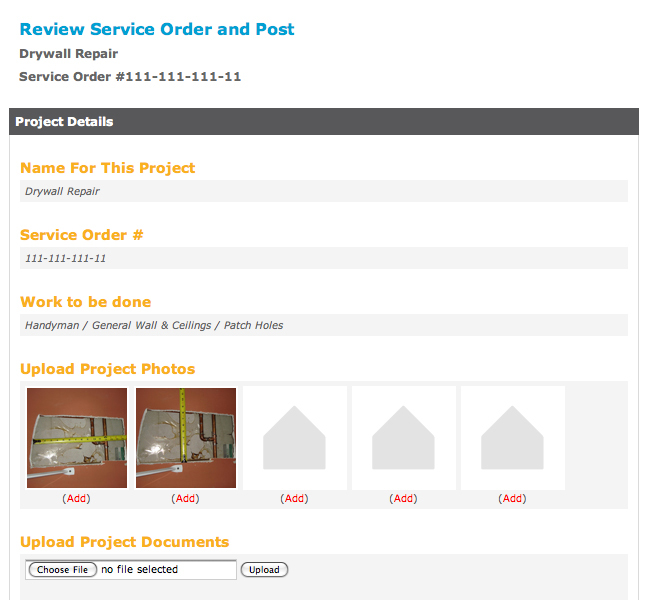 Review Service Order and Post
Drywall Repair
Service Order #111-111-111-11
Project Details
Name For This Project
Drywall Repair
Service Order #
111-111-111-11
Work to be done
Handyman / General Wall & Ceilings / Patch Holes
Upload Project Photos
(Add) (Add) (Add) (Add) (Add)
Upload Project Documents
Choose File no file selected Upload